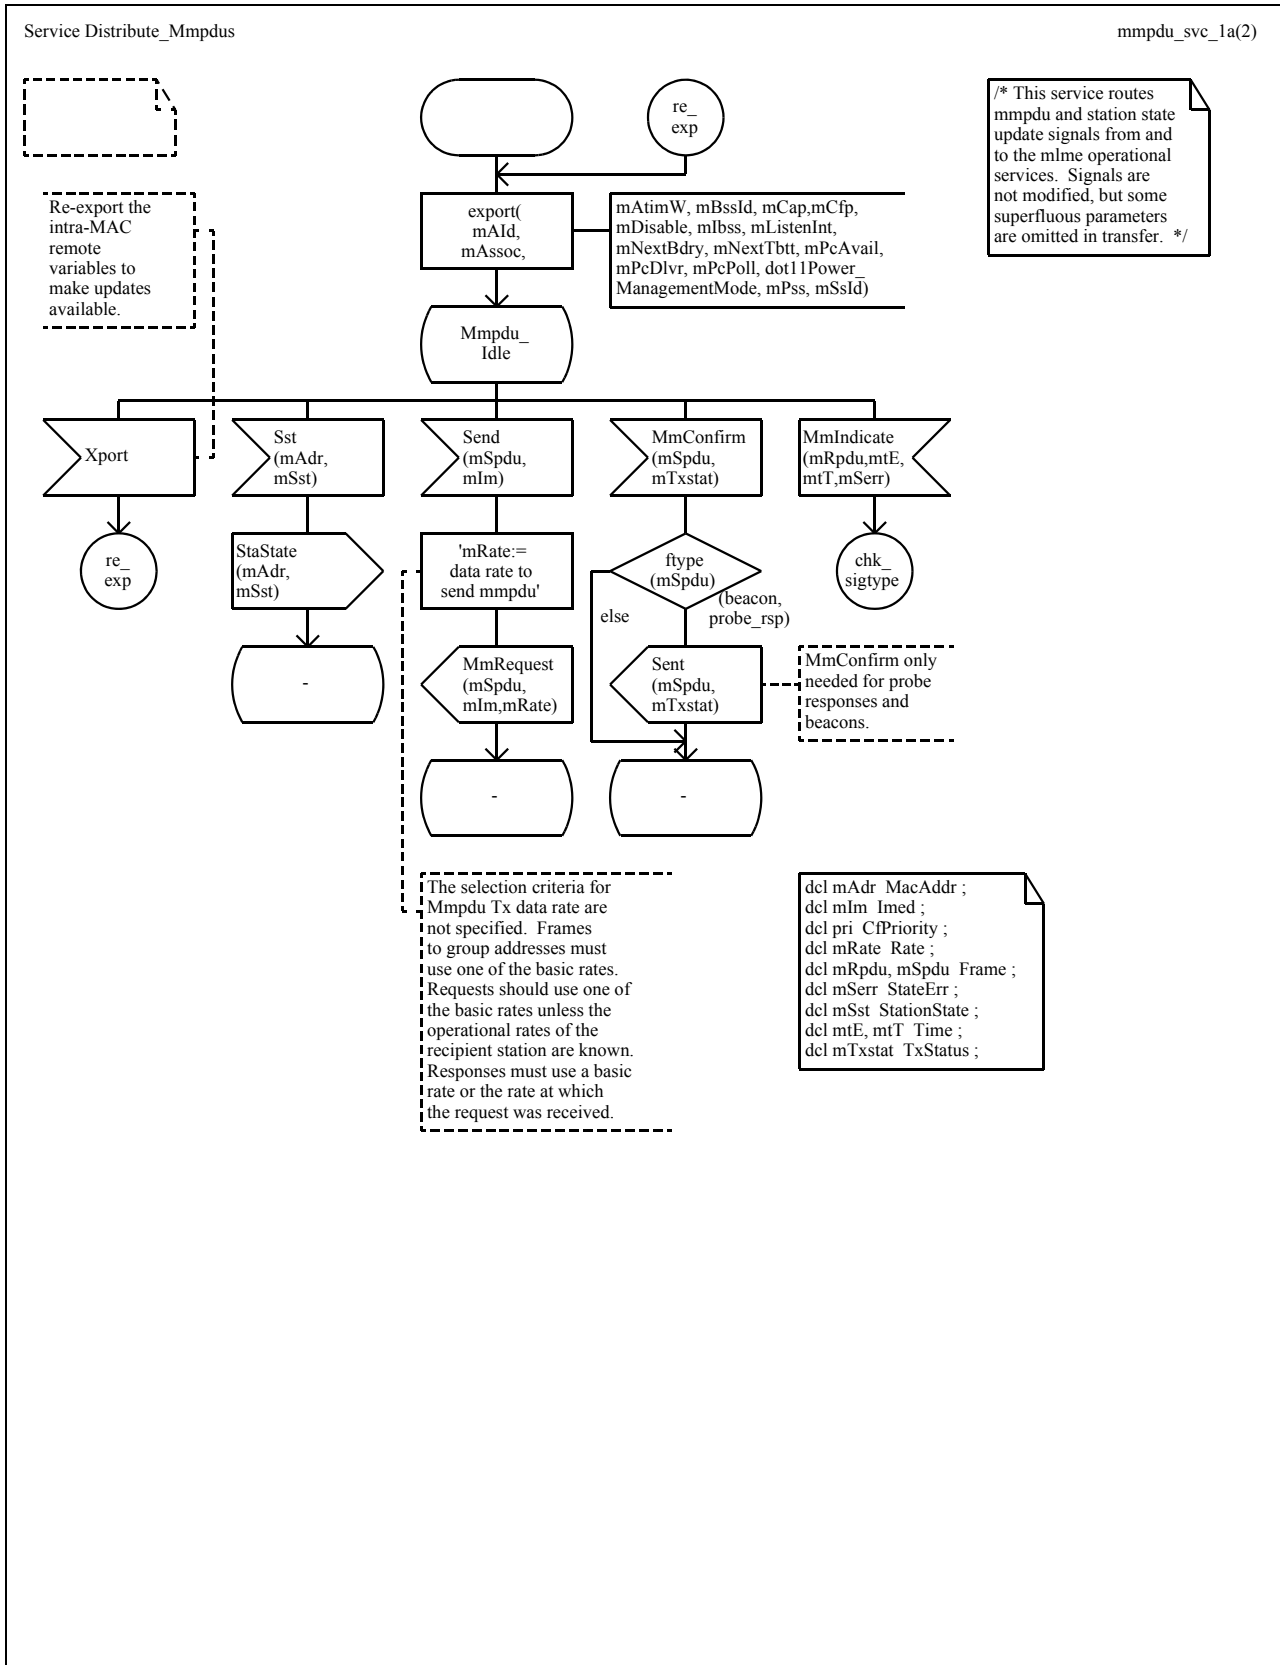 Service Distribute_Mmpdus
mmpdu_svc_1a(2)
re_
exp
/* This service routes
mmpdu and station state
update signals from and
to the mlme operational
services.  Signals are
not modified, but some
superfluous parameters
are omitted in transfer.  */
Re-export the
intra-MAC
remote
variables to
make updates
available.
export(
mAId,
mAssoc,
mAtimW, mBssId, mCap,mCfp,
mDisable, mIbss, mListenInt,
mNextBdry, mNextTbtt, mPcAvail,
mPcDlvr, mPcPoll, dot11Power_
ManagementMode, mPss, mSsId)
Mmpdu_
Idle
Xport
Sst
(mAdr,
mSst)
Send
(mSpdu,
mIm)
MmConfirm
(mSpdu,
mTxstat)
MmIndicate
(mRpdu,mtE,
mtT,mSerr)
re_
exp
StaState
(mAdr,
mSst)
'mRate:=
data rate to
send mmpdu'
ftype
(mSpdu)
chk_
sigtype
else
(beacon,
probe_rsp)
-
MmRequest
(mSpdu,
mIm,mRate)
Sent
(mSpdu,
mTxstat)
MmConfirm only
needed for probe
responses and
beacons.
-
-
The selection criteria for
Mmpdu Tx data rate are
not specified.  Frames
to group addresses must
use one of the basic rates.
Requests should use one of
the basic rates unless the
operational rates of the
recipient station are known.
Responses must use a basic
rate or the rate at which
the request was received.
dcl mAdr  MacAddr ;
dcl mIm  Imed ;
dcl pri  CfPriority ;
dcl mRate  Rate ;
dcl mRpdu, mSpdu  Frame ;
dcl mSerr  StateErr ;
dcl mSst  StationState ;
dcl mtE, mtT  Time ;
dcl mTxstat  TxStatus ;